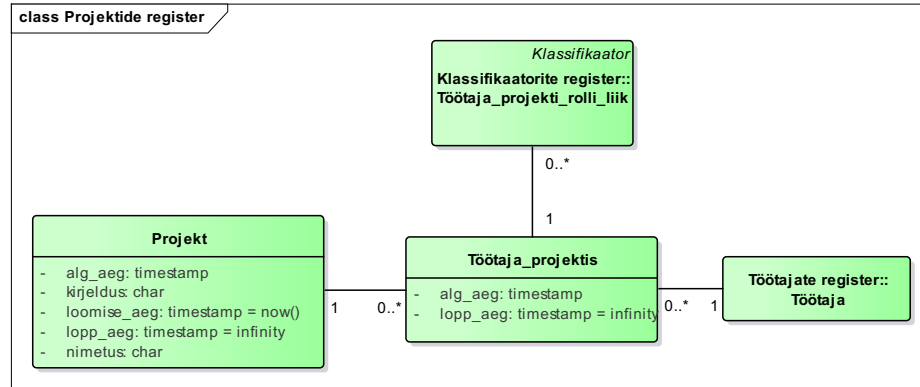 class Projektide register
Klassifikaator
Klassifikaatorite register::
Töötaja_projekti_rolli_liik
0..*
1
Projekt
- alg_aeg: timestamp
- kirjeldus: char
- loomise_aeg: timestamp = now()
- lopp_aeg: timestamp = infinity
- nimetus: char
1
0..*
Töötaja_projektis
- alg_aeg: timestamp
- lopp_aeg: timestamp = infinity
0..*
1
Töötajate register::
Töötaja